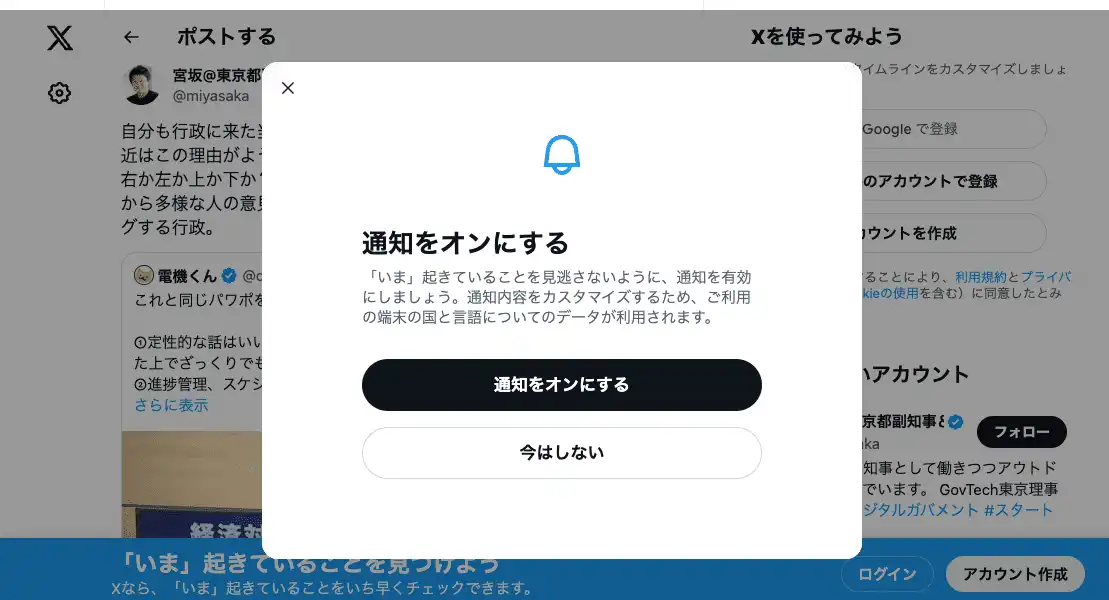 ポストする
宮坂@東京都
@miyasaka
自分も行政に来た
近はこの理由がよ
右か左か上か下か
から多様な人の意見
グする行政。
電機くん
これと同じパワポを
①定性的な話はいい
た上でざっくりでも
②進捗管理、スケジ
さらに表示
経済対
通知をオンにする
「いま」起きていることを見逃さないように、通知を有効
にしましょう。通知内容をカスタマイズするため、ご利用
の端末の国と言語についてのデータが利用されます。
通知をオンにする
今はしない
Xを使ってみよう
イムラインをカスタマイズしましょ
Google で登録
のアカウントで登録
カウントを作成
ることにより、利用規約とプライバ
kieの使用を含む）に同意したとみ
いアカウント
京都副知事&
ka
フォロー
知事として働きつつアウトド
でいます。 GovTech東京理事
ジタルガバメント #スタート
「いま」起きていることを見つけよう
Xなら、「いま」起きていることをいち早くチェックできます。
ログイン
アカウント作成